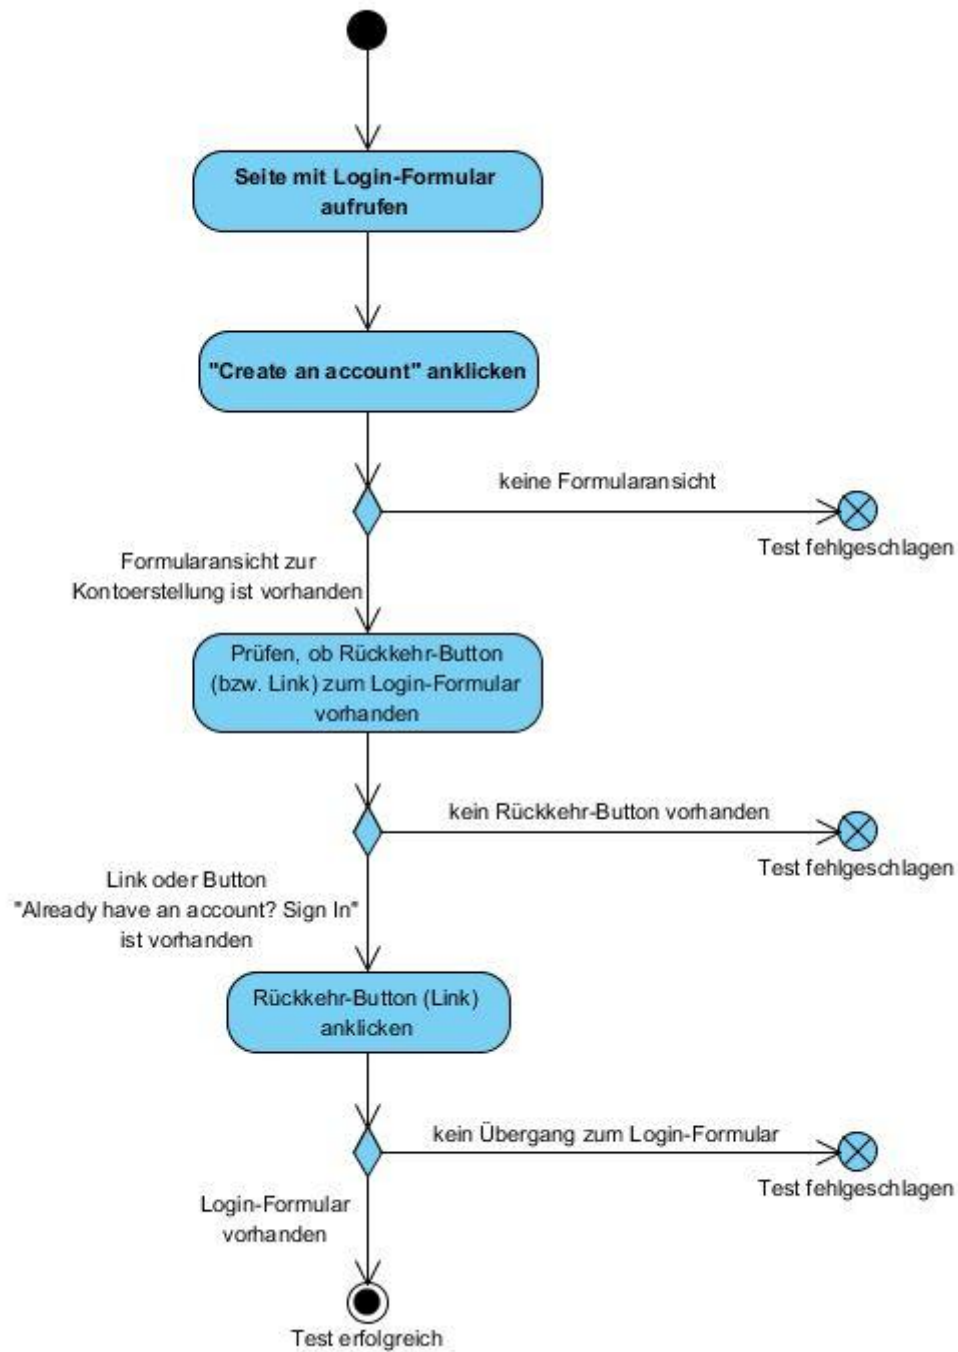 Seite mit Login-Formular
aufrufen
"Create an account" anklicken
keine Formularansicht
Test fehlgeschlagen
Formularansicht zur
Kontoerstellung ist vorhanden
Prüfen, ob Rückkehr-Button
(bzw. Link) zum Login-Formular
vorhanden
kein Rückkehr-Button vorhanden
Test fehlgeschlagen
Link oder Button
"Already have an account? Sign In"
ist vorhanden
Rückkehr-Button (Link)
anklicken
kein Übergang zum Login-Formular
Test fehlgeschlagen
Login-Formular
vorhanden
Test erfolgreich